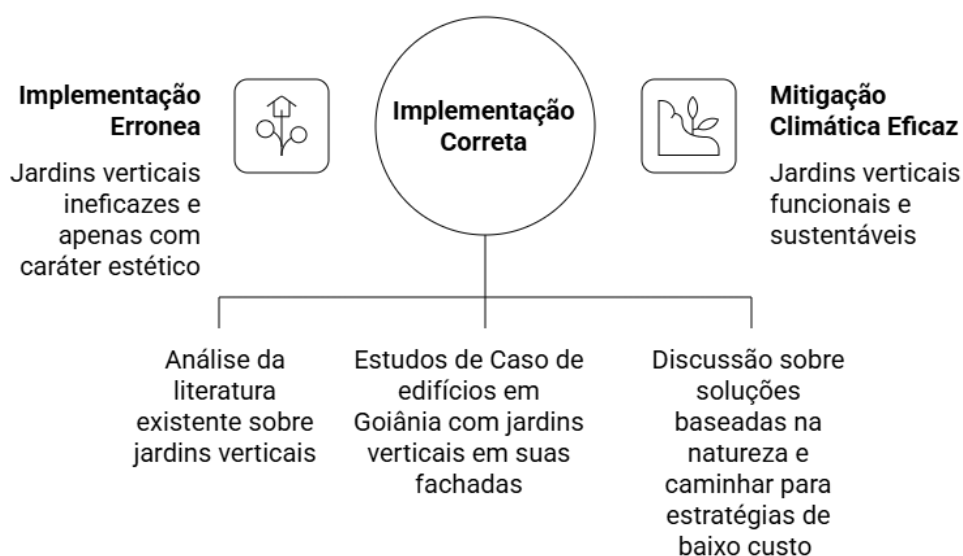 Implementação
Erronea
Jardins verticais
ineficazes e
apenas com
caráter estético
Implementação
Correta
Mitigação
Climática Eficaz
Jardins verticais
funcionais e
sustentáveis
Análise da
literatura
existente sobre
jardins verticais
Estudos de Caso de
edifícios em
Goiânia com jardins
verticais em suas
fachadas
Discussão sobre
soluções
baseadas na
natureza e
caminhar para
estratégias de
baixo custo